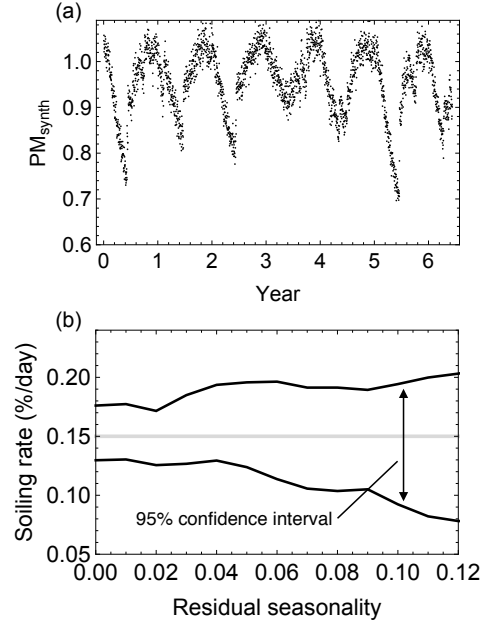 (a)
1.0
0.9
0.8
0.7
0.6
PMsynth
0 1 2 3 4 5 6
Year
(b)
0.20
0.15
0.10
0.05
Soiling rate (%/day)
95% confidence interval
0.00 0.02 0.04 0.06 0.08 0.10 0.12
Residual seasonality